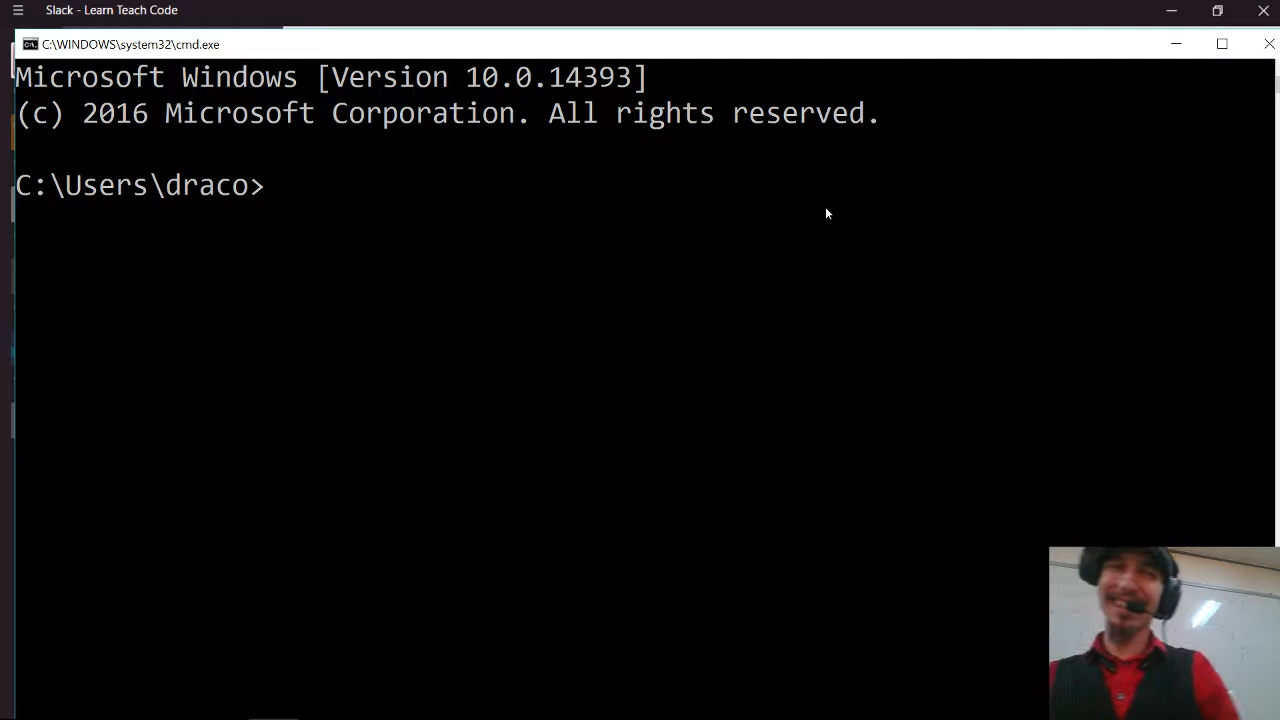 Slack - Learn Teach Code
C:\WINDOWS\system32\cmd.exe
Microsoft Windows [Version 10.0.14393]
(c) 2016 Microsoft Corporation. All rights reserved.
C:\Users\draco>